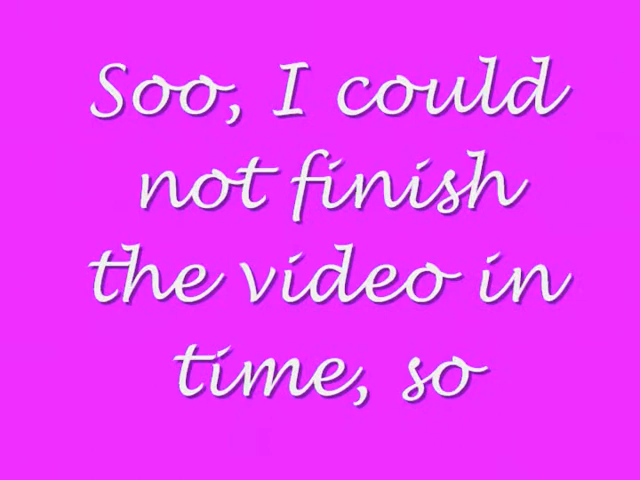 Soo, I could
not finish
the video in
time, so